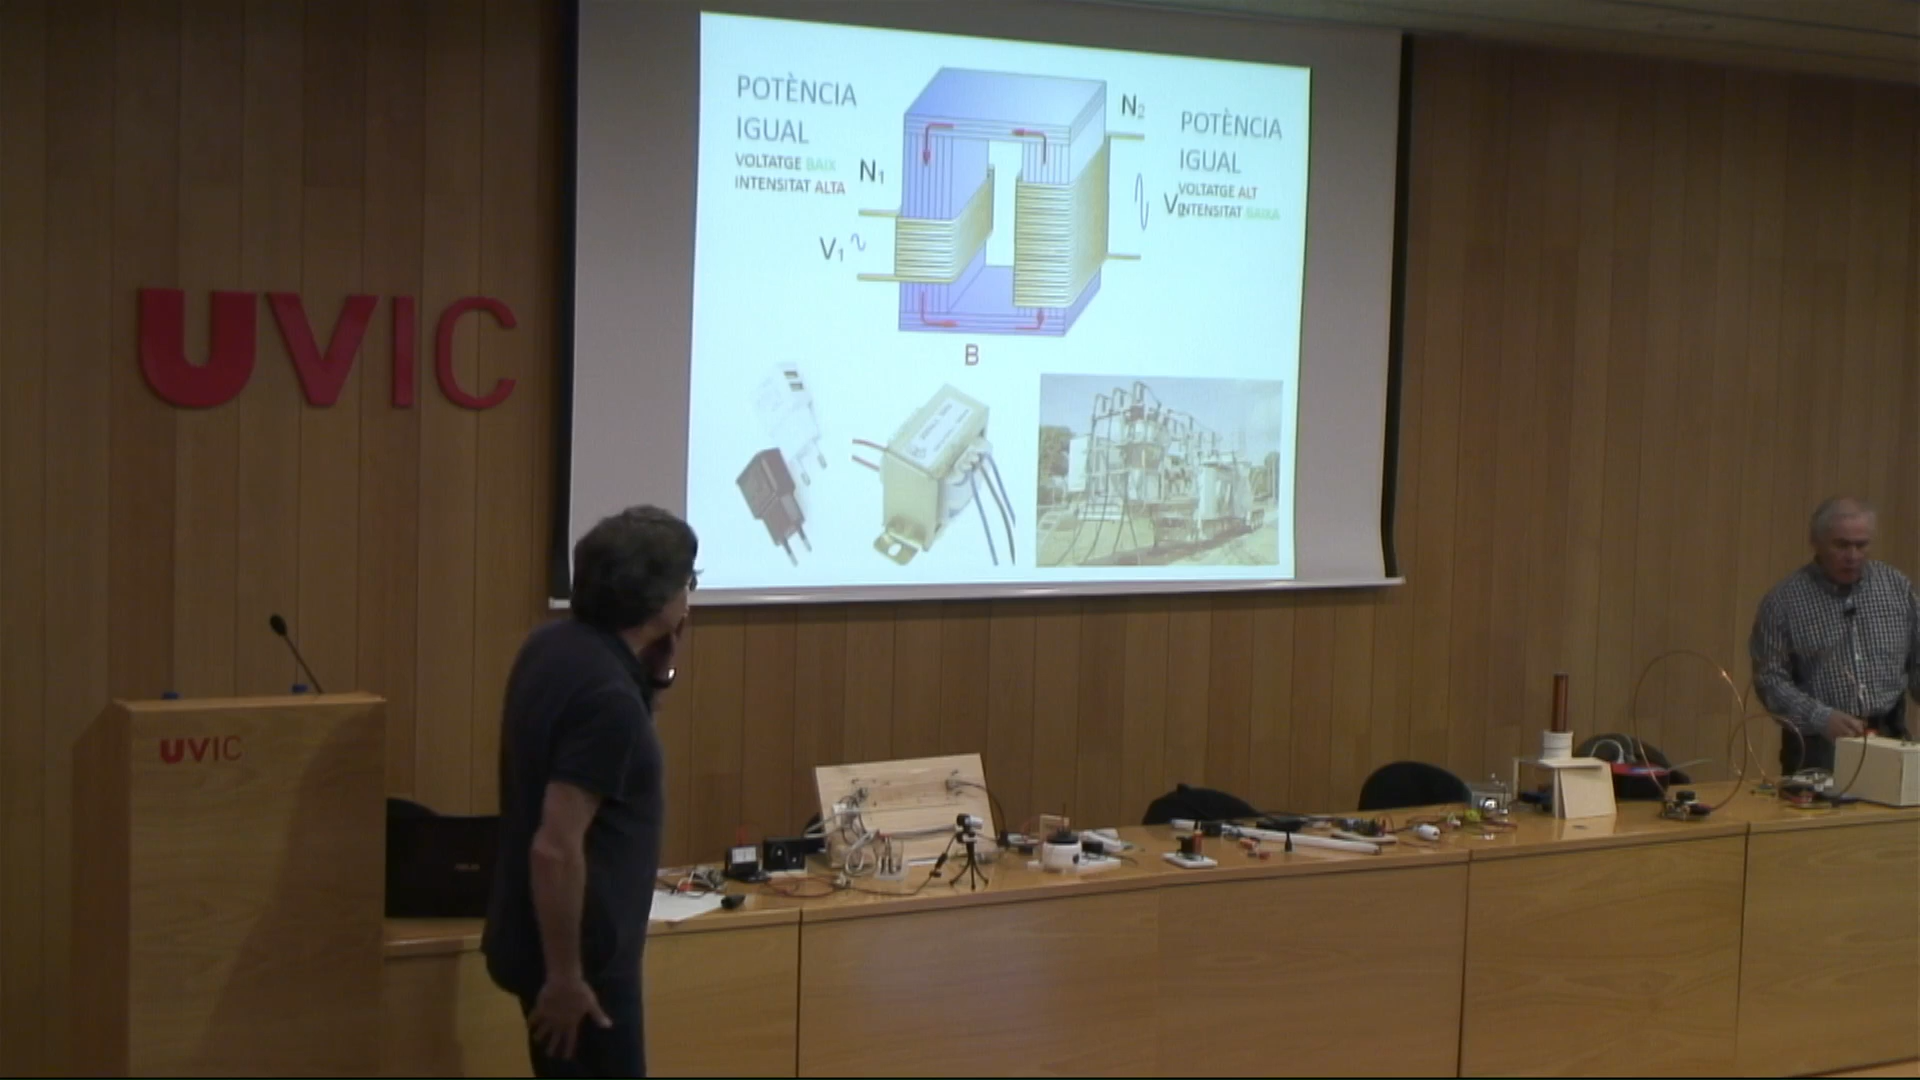 POTÈNCIA
IGUAL
VOLTATGE BAIX
INTENSITAT ALTA
N1
V1
B
N2
POTÈNCIA
IGUAL
VOLTATGE ALT
INTENSITAT BAIXA
UVIC
UVIC